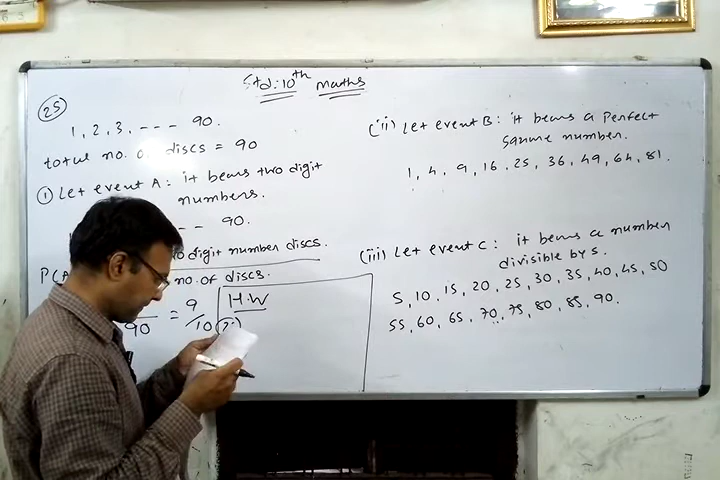 Std: 10th maths
25
1, 2, 3, --- 90.
total no. of discs = 90
① Let event A: it bears two digit
numbers.
-- 90.
digit number discs.
P(A
no. of discs.
90
= 9/10
H.W
(ii) Let event B: it bears a perfect
square number.
1, 4, 9, 16, 25, 36, 49, 64, 81.
(iii) Let event C: it bears a number
divisible by 5.
5, 10, 15, 20, 25, 30, 35, 40, 45, 50
55, 60, 65, 70, 75, 80, 85, 90.